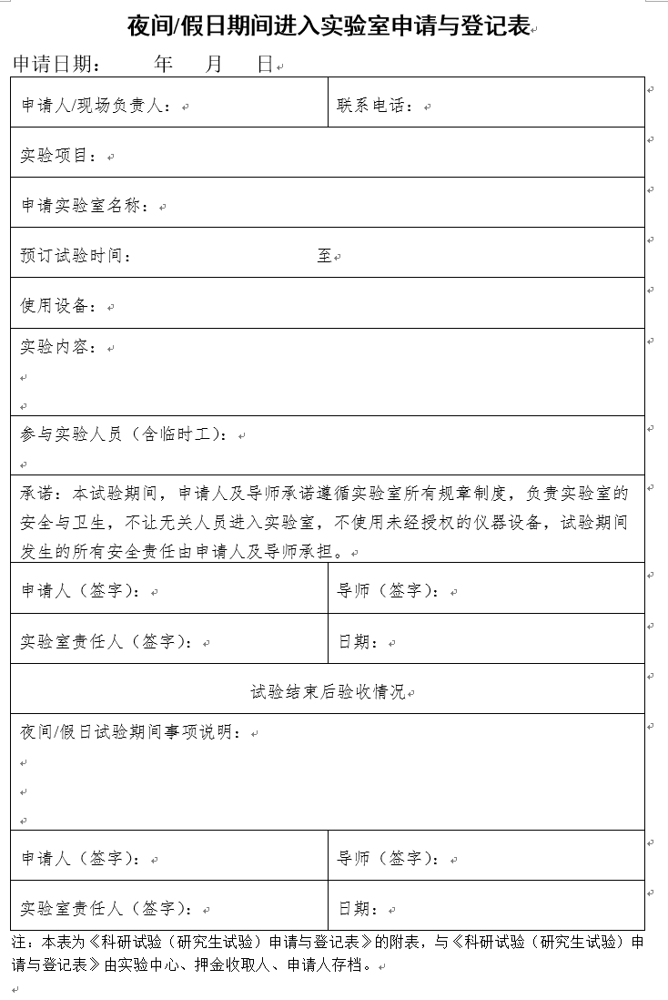 夜间/假日期间进入实验室申请与登记表
申请日期： 年 月 日
申请人/现场负责人： 联系电话：
实验项目：
申请实验室名称：
预订试验时间： 至
使用设备：
实验内容：
参与实验人员（含临时工）：
承诺：本试验期间，申请人及导师承诺遵循实验室所有规章制度，负责实验室的
安全与卫生，不让无关人员进入实验室，不使用未经授权的仪器设备，试验期间
发生的所有安全责任由申请人及导师承担。
申请人（签字）： 导师（签字）：
实验室责任人（签字）： 日期：
试验结束后验收情况
夜间/假日试验期间事项说明：
申请人（签字）： 导师（签字）：
实验室责任人（签字）： 日期：
注：本表为《科研试验（研究生试验）申请与登记表》的附表，与《科研试验（研究生试验）申
请与登记表》由实验中心、押金收取人、申请人存档。